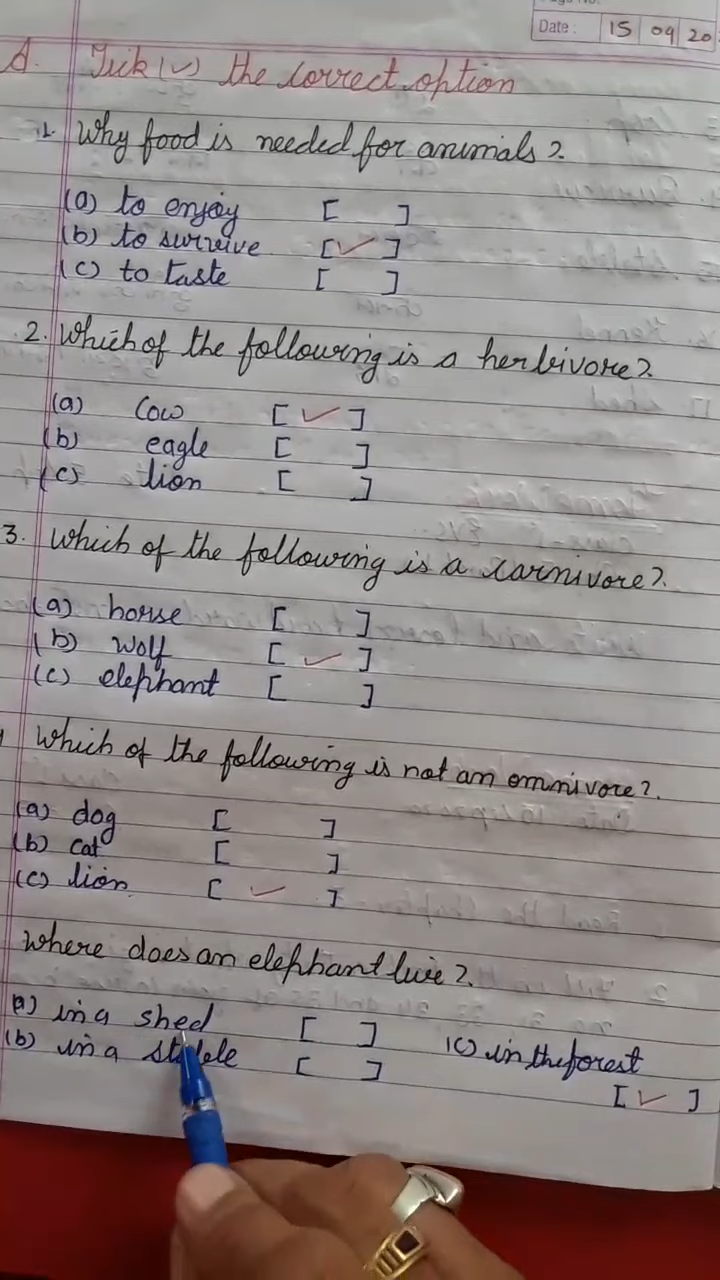 Date: 15 09 20
A. Tick (✓) the correct option
1. Why food is needed for animals?
(a) to enjoy [ ]
(b) to survive [✓]
(c) to taste [ ]
2. Which of the following is a herbivore?
(a) Cow [✓]
(b) eagle [ ]
(c) lion [ ]
3. Which of the following is a carnivore?
(a) horse [ ]
(b) wolf [✓]
(c) elephant [ ]
Which of the following is not an omnivore?
(a) dog [ ]
(b) cat [ ]
(c) lion [✓]
Where does an elephant live?
(a) in a shed [ ]
(b) in a stable [ ]
(c) in the forest
[✓]